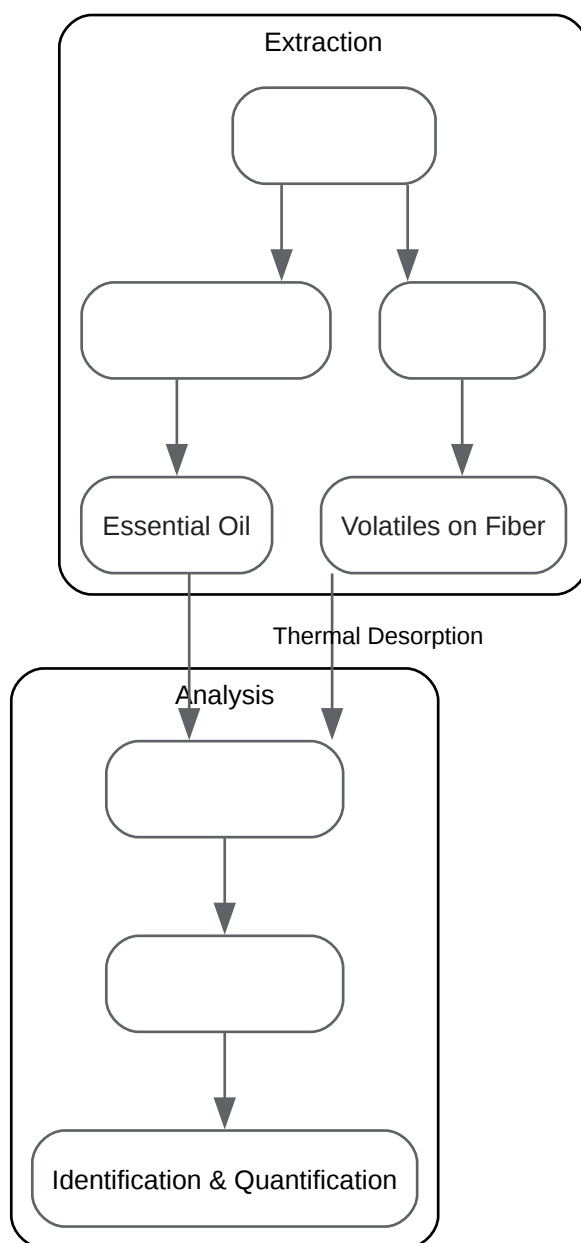 Extraction
Essential Oil
Volatiles on Fiber
Thermal Desorption
Analysis
Identification & Quantification